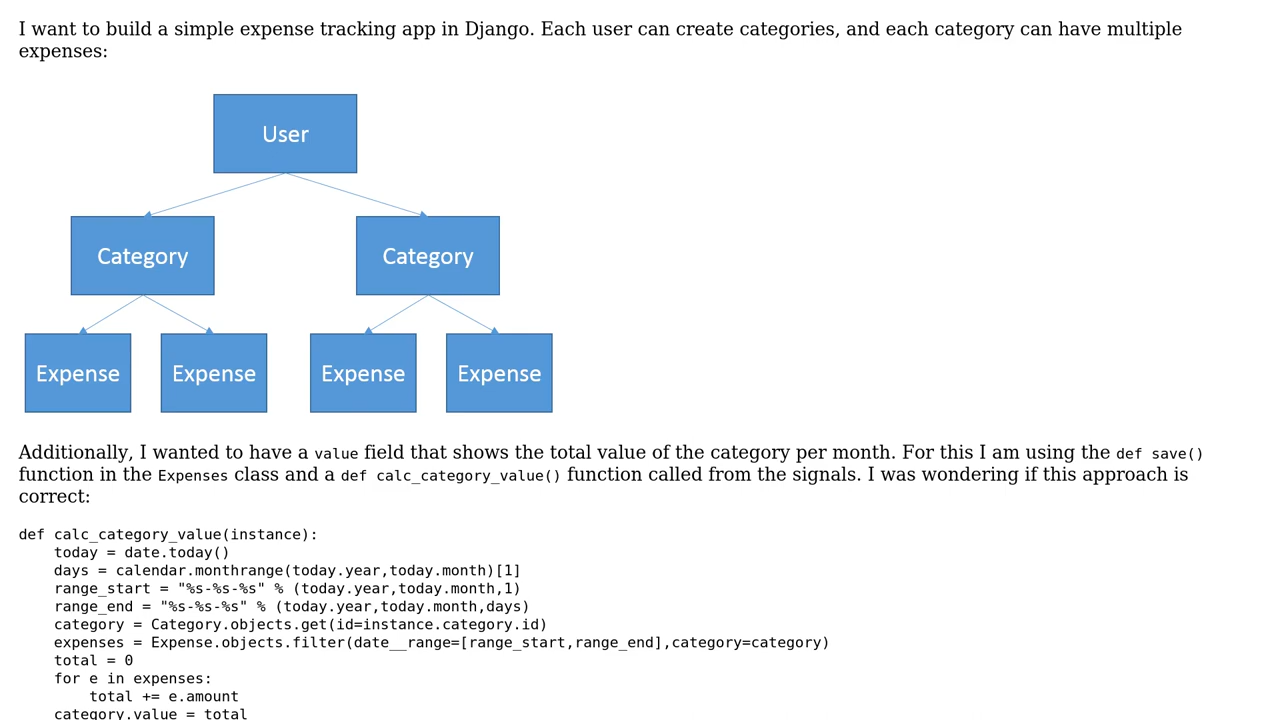 I want to build a simple expense tracking app in Django. Each user can create categories, and each category can have multiple
expenses:
User
Category Category
Expense Expense Expense Expense
Additionally, I wanted to have a value field that shows the total value of the category per month. For this I am using the def save()
function in the Expenses class and a def calc_category_value() function called from the signals. I was wondering if this approach is
correct:
def calc_category_value(instance):
    today = date.today()
    days = calendar.monthrange(today.year,today.month)[1]
    range_start = "%s-%s-%s" % (today.year,today.month,1)
    range_end = "%s-%s-%s" % (today.year,today.month,days)
    category = Category.objects.get(id=instance.category.id)
    expenses = Expense.objects.filter(date__range=[range_start,range_end],category=category)
    total = 0
    for e in expenses:
        total += e.amount
    category.value = total